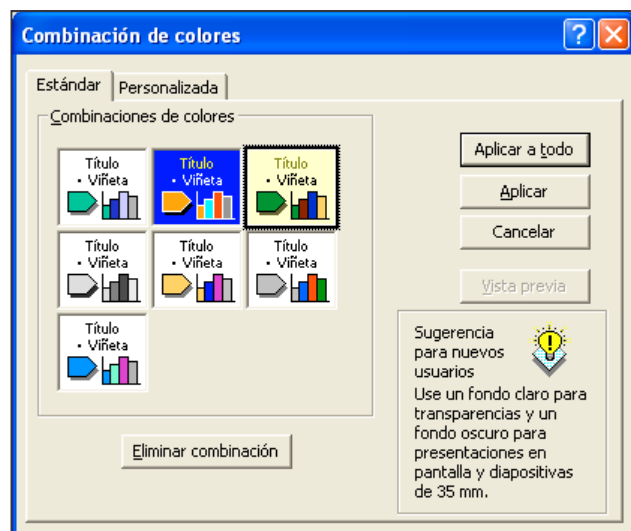 Combinación de colores
Estándar
Personalizada
Combinaciones de colores
Título
• Viñeta
Título
• Viñeta
Título
• Viñeta
Título
• Viñeta
Título
• Viñeta
Título
• Viñeta
Título
• Viñeta
Eliminar combinación
Aplicar a todo
Aplicar
Cancelar
Vista previa
Sugerencia
para nuevos
usuarios
Use un fondo claro para
transparencias y un
fondo oscuro para
presentaciones en
pantalla y diapositivas
de 35 mm.